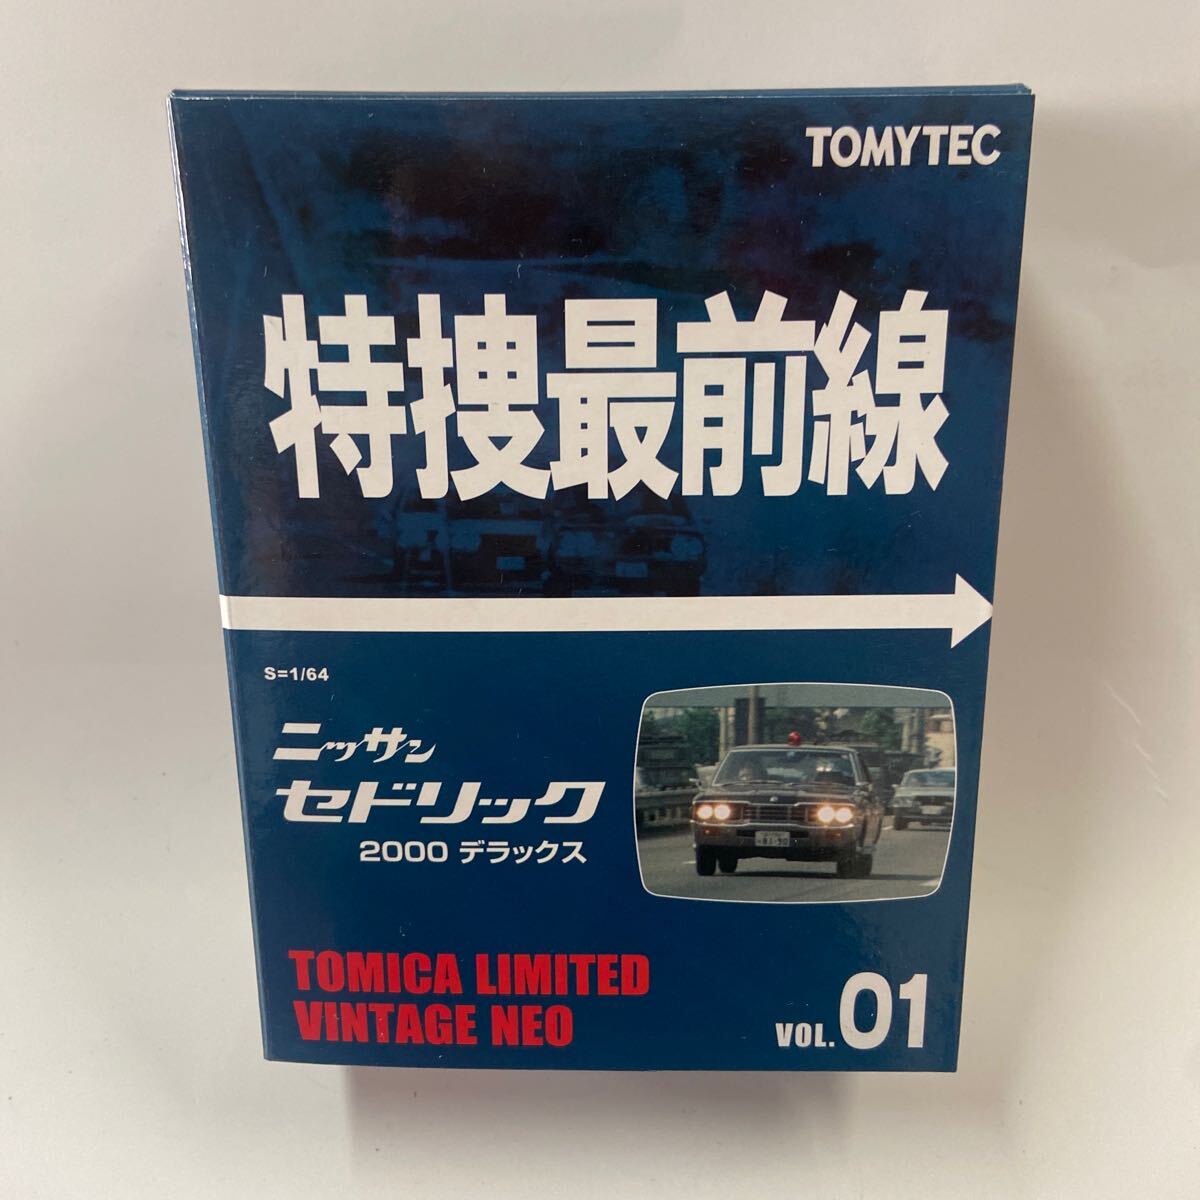 TOMYTEC
特捜最前線
S=1/64
ニッサン
セドリック
2000 デラックス
TOMICA LIMITED
VINTAGE NEO
VOL.01